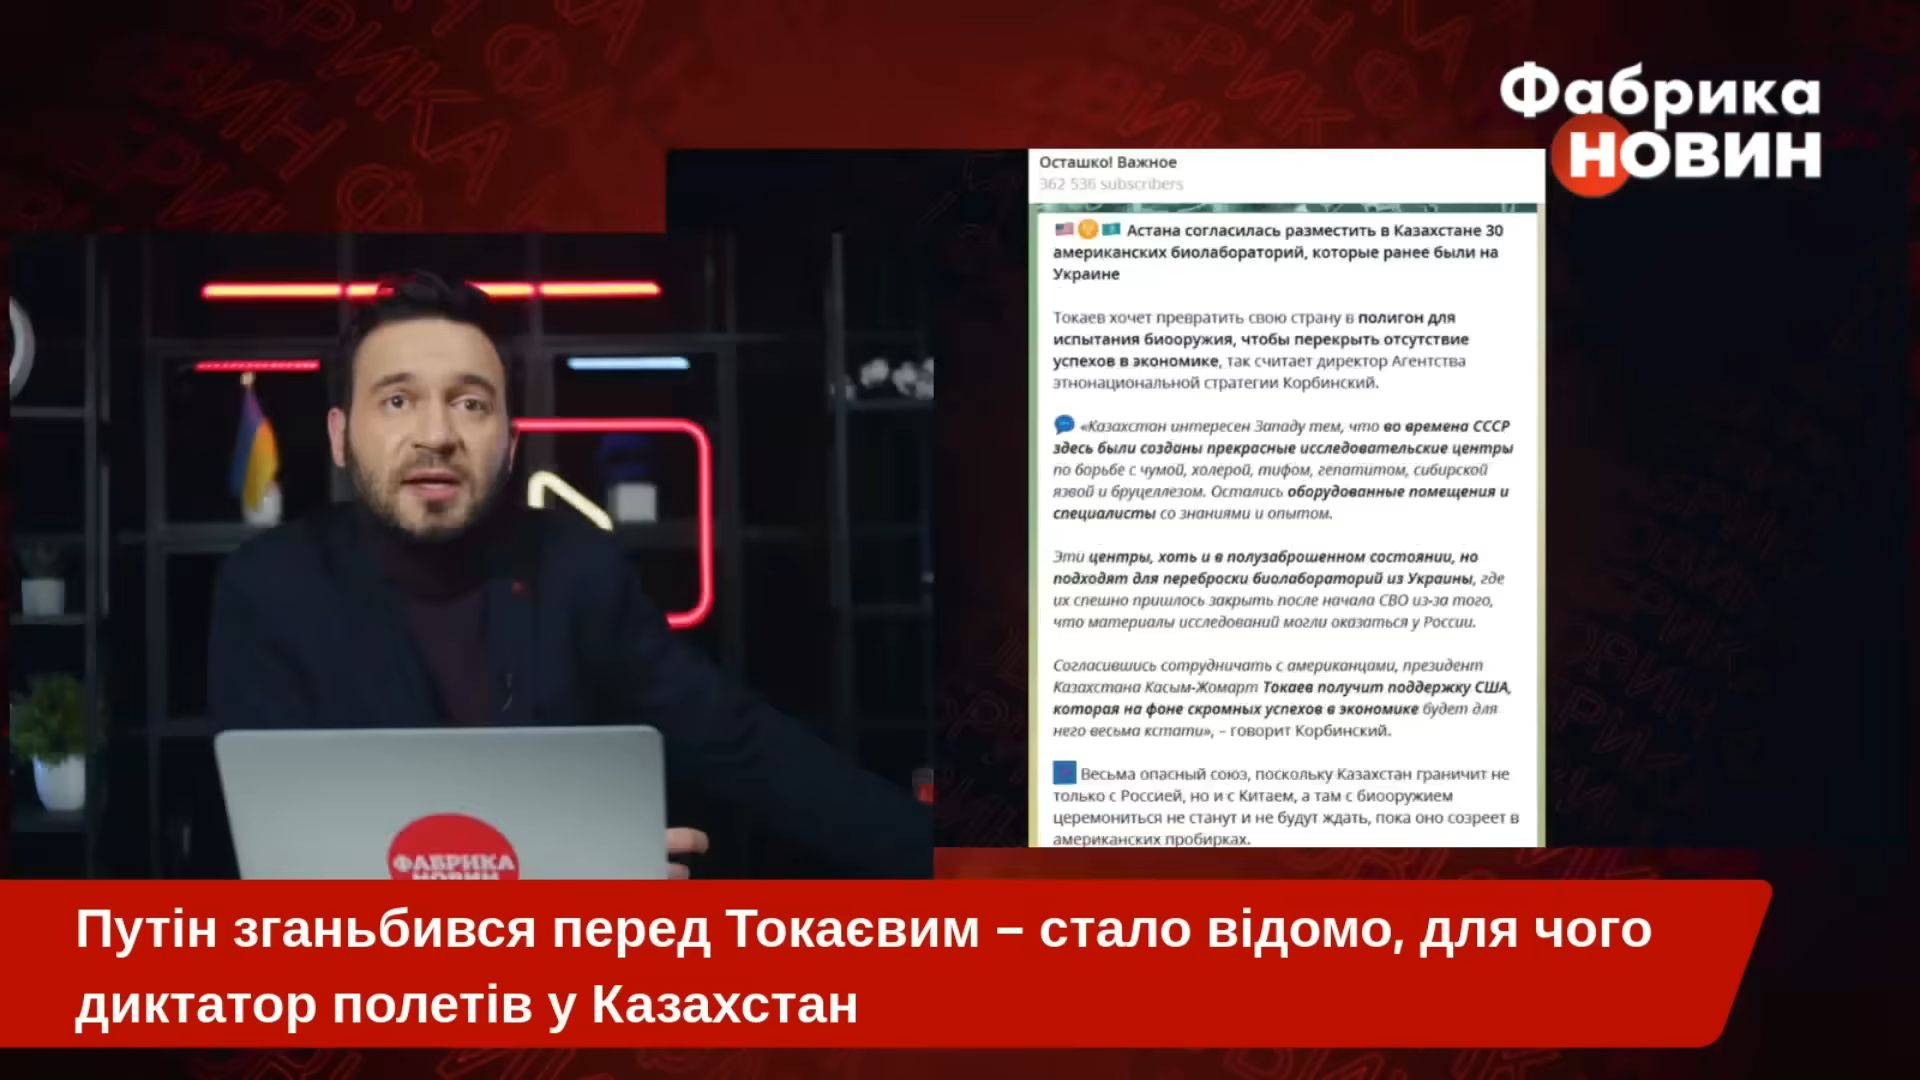 Фабрика
НОВИН
Осташко! Важное
362 536 subscribers
Астана согласилась разместить в Казахстане 30
американских биолабораторий, которые ранее были на
Украине
Токаев хочет превратить свою страну в полигон для
испытания биооружия, чтобы перекрыть отсутствие
успехов в экономике, так считает директор Агентства
этнонациональной стратегии Корбинский.
«Казахстан интересен Западу тем, что во времена СССР
здесь были созданы прекрасные исследовательские центры
по борьбе с чумой, холерой, тифом, гепатитом, сибирской
язвой и бруцеллезом. Остались оборудованные помещения и
специалисты со знаниями и опытом.
Эти центры, хоть и в полузаброшенном состоянии, но
подходят для переброски биолабораторий из Украины, где
их спешно пришлось закрыть после начала СВО из-за того,
что материалы исследований могли оказаться у России.
Согласившись сотрудничать с американцами, президент
Казахстана Касым-Жомарт Токаев получит поддержку США,
которая на фоне скромных успехов в экономике будет для
него весьма кстати», – говорит Корбинский.
Весьма опасный союз, поскольку Казахстан граничит не
только с Россией, но и с Китаем, а там с биооружием
церемониться не станут и не будут ждать, пока оно созреет в
американских пробирках.
ФАБРИКА
НОВИН
Путін зганьбився перед Токаєвим – стало відомо, для чого
диктатор полетів у Казахстан